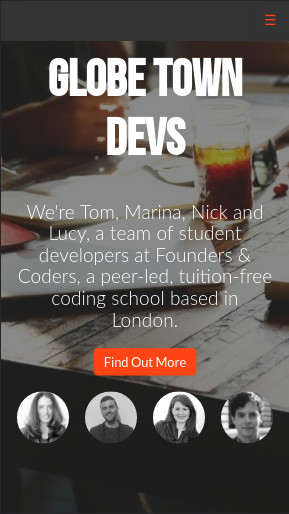 GLOBE TOWN
DEVS
We're Tom, Marina, Nick and
Lucy, a team of student
developers at Founders &
Coders, a peer-led, tuition-free
coding school based in
London.
Find Out More